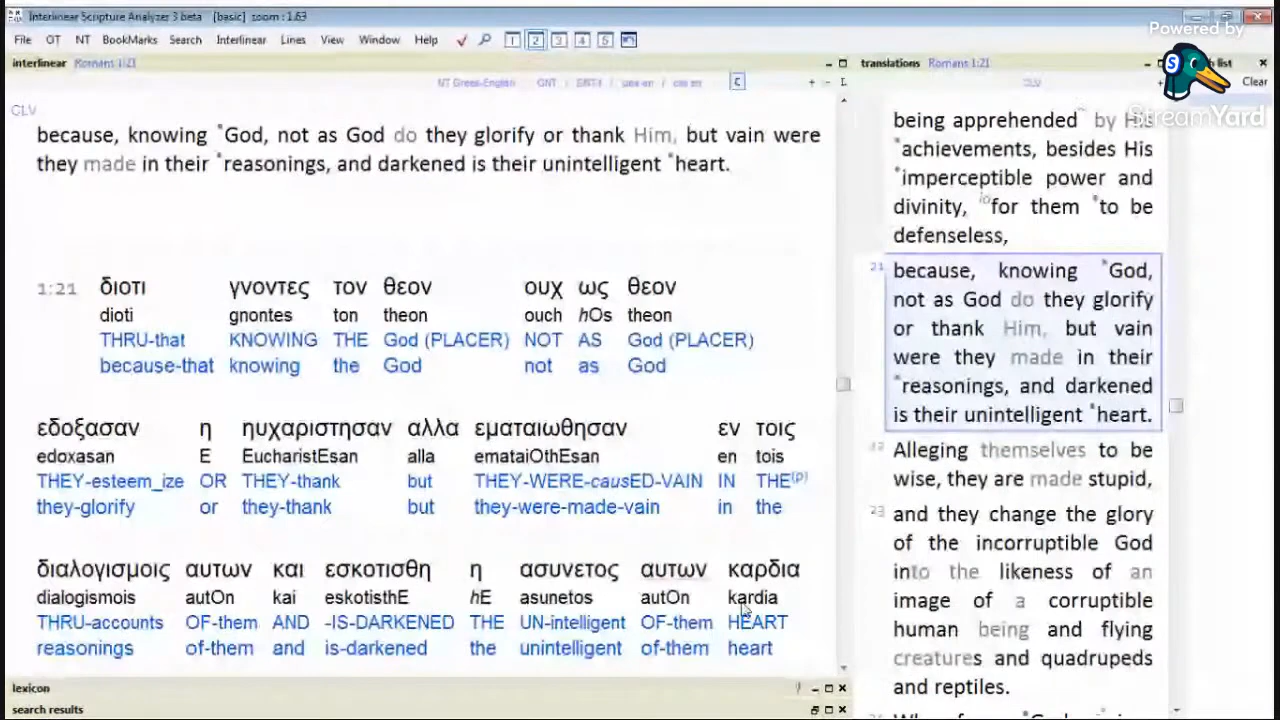 Interlinear Scripture Analyzer 3 beta [basic] zoom : 1.63
File OT NT BookMarks Search Interlinear Lines View Window Help 1 2 3 4 5
Powered by
StreamYard
interlinear Romans 1:21
translations Romans 1:21
list
Clear
NT Greek-English GNT
C + - L
CLV
because, knowing *God, not as God do they glorify or thank Him, but vain were
they made in their *reasonings, and darkened is their unintelligent *heart.
1:21 διοτι γνοντες τον θεον ουχ ως θεον
dioti gnontes ton theon ouch hOs theon
THRU-that KNOWING THE God (PLACER) NOT AS God (PLACER)
because-that knowing the God not as God
εδοξασαν η ηυχαριστησαν αλλα εματαιωθησαν εν τοις
edoxasan E EucharistEsan alla emataiOthEsan en tois
THEY-esteem_ize OR THEY-thank but THEY-WERE-causED-VAIN IN THE(p)
they-glorify or they-thank but they-were-made-vain in the
διαλογισμοις αυτων και εσκοτισθη η ασυνετος αυτων καρδια
dialogismois autOn kai eskotisthE hE asunetos autOn kardia
THRU-accounts OF-them AND -IS-DARKENED THE UN-intelligent OF-them HEART
reasonings of-them and is-darkened the unintelligent of-them heart
lexicon
search results
CLV
being apprehended* by His
*achievements, besides His
*imperceptible power and
divinity, iofor them *to be
defenseless,
21 because, knowing *God,
not as God do they glorify
or thank Him, but vain
were they made in their
*reasonings, and darkened
is their unintelligent *heart.
22 Alleging themselves to be
wise, they are made stupid,
23 and they change the glory
of the incorruptible God
into the likeness of an
image of a corruptible
human being and flying
creatures and quadrupeds
and reptiles.